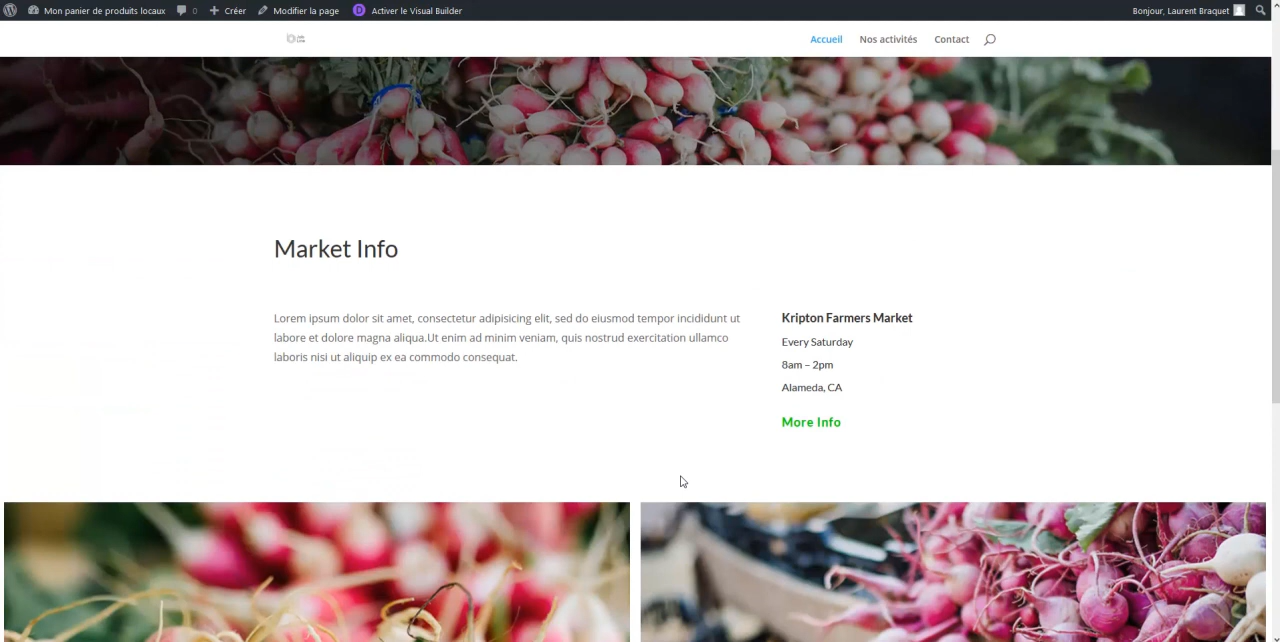 Mon panier de produits locaux 0 Créer Modifier la page Activer le Visual Builder Bonjour, Laurent Braquet
Accueil Nos activités Contact
Market Info
Lorem ipsum dolor sit amet, consectetur adipisicing elit, sed do eiusmod tempor incididunt ut
labore et dolore magna aliqua.Ut enim ad minim veniam, quis nostrud exercitation ullamco
laboris nisi ut aliquip ex ea commodo consequat.
Kripton Farmers Market
Every Saturday
8am – 2pm
Alameda, CA
More Info